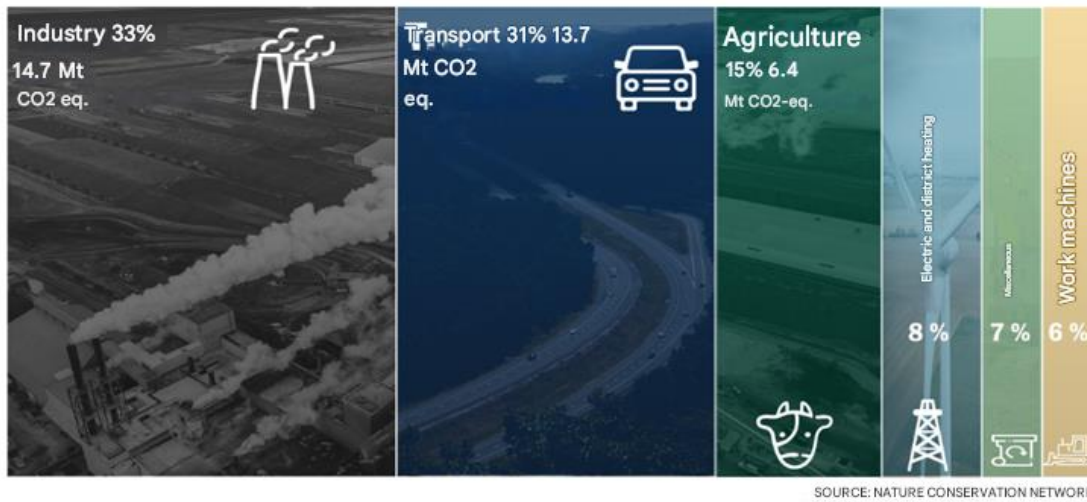 Industry 33%
14.7 Mt
CO2 eq.
Transport 31% 13.7
Mt CO2
eq.
Agriculture
15% 6.4
Mt CO2-eq.
Electric and district heating
8 %
Miscellaneous
7 %
Work machines
6 %
SOURCE: NATURE CONSERVATION NETWOR